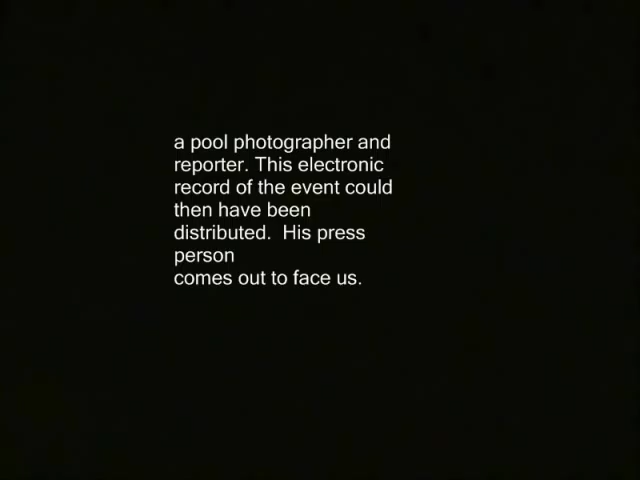 a pool photographer and
reporter. This electronic
record of the event could
then have been
distributed.  His press
person
comes out to face us.